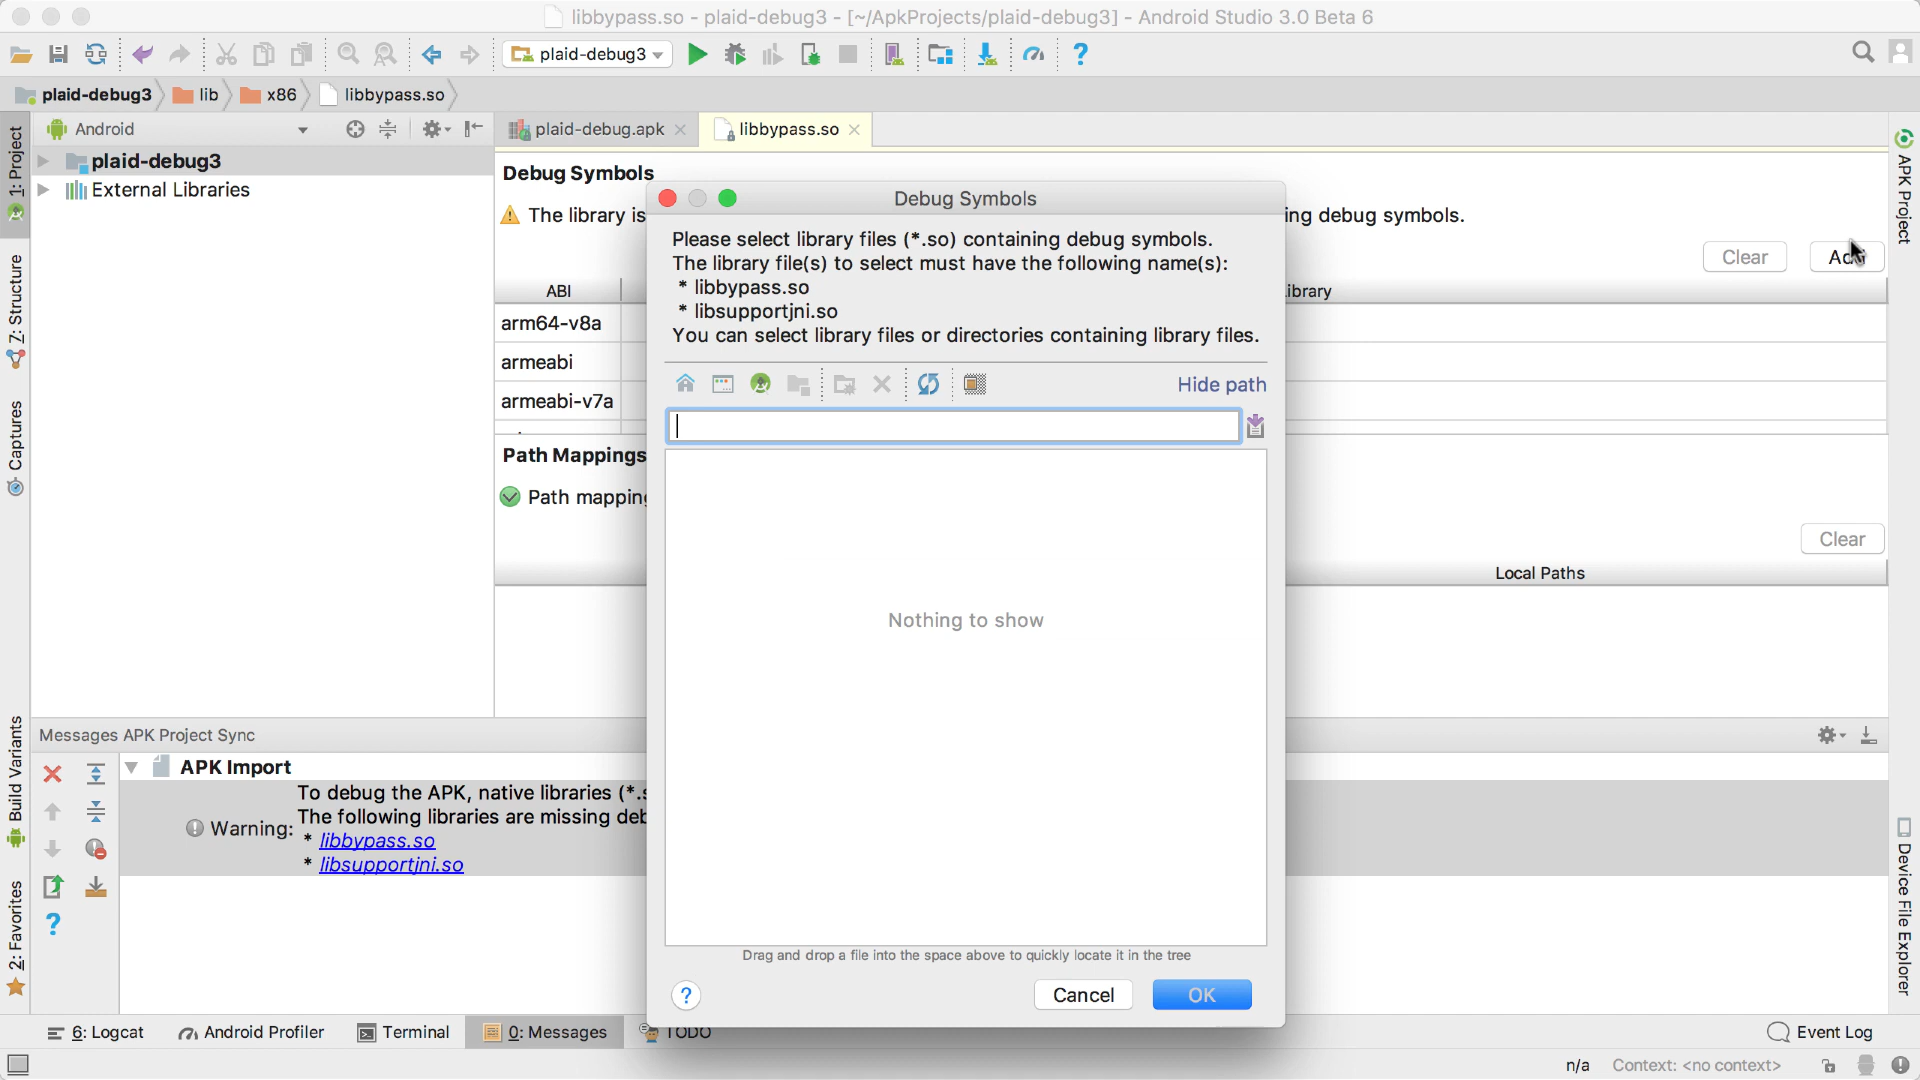 libbypass.so - plaid-debug3 - [~/ApkProjects/plaid-debug3] - Android Studio 3.0 Beta 6
plaid-debug3
?
plaid-debug3
lib
x86
libbypass.so
1: Project
Z: Structure
Captures
Build Variants
2: Favorites
Android
plaid-debug3
External Libraries
plaid-debug.apk
libbypass.so
Debug Symbols
The library is
ing debug symbols.
Clear
Add
ABI
ibrary
arm64-v8a
armeabi
armeabi-v7a
Path Mappings
Path mapping
Clear
Local Paths
Debug Symbols
Please select library files (*.so) containing debug symbols.
The library file(s) to select must have the following name(s):
* libbypass.so
* libsupportjni.so
You can select library files or directories containing library files.
Hide path
Nothing to show
Drag and drop a file into the space above to quickly locate it in the tree
?
Cancel
OK
Messages APK Project Sync
APK Import
Warning:
To debug the APK, native libraries (*.s
The following libraries are missing deb
* libbypass.so
* libsupportjni.so
?
APK Project
Device File Explorer
6: Logcat
Android Profiler
Terminal
0: Messages
TODO
Event Log
n/a
Context: <no context>